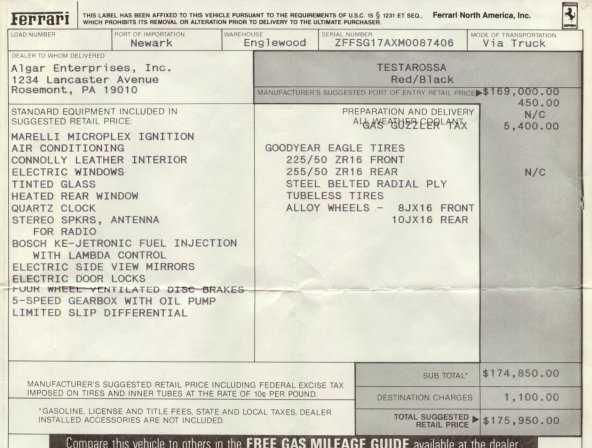 Ferrari
THIS LABEL HAS BEEN AFFIXED TO THIS VEHICLE PURSUANT TO THE REQUIREMENTS OF U.S.C. 15 § 1231 ET SEQ.,
WHICH PROHIBITS ITS REMOVAL OR ALTERATION PRIOR TO DELIVERY TO THE ULTIMATE PURCHASER.
Ferrari North America, Inc.
LOAD NUMBER
PORT OF IMPORTATION
Newark
WAREHOUSE
Englewood
SERIAL NUMBER
ZFFSG17AXM0087406
MODE OF TRANSPORTATION
Via Truck
DEALER TO WHOM DELIVERED
Algar Enterprises, Inc.
1234 Lancaster Avenue
Rosemont, PA 19010
TESTAROSSA
Red/Black
MANUFACTURER'S SUGGESTED PORT OF ENTRY RETAIL PRICE $169,000.00
PREPARATION AND DELIVERY 450.00
ALL WEATHER COOLANT N/C
GAS GUZZLER TAX 5,400.00
STANDARD EQUIPMENT INCLUDED IN
SUGGESTED RETAIL PRICE:
MARELLI MICROPLEX IGNITION
AIR CONDITIONING
CONNOLLY LEATHER INTERIOR
ELECTRIC WINDOWS
TINTED GLASS
HEATED REAR WINDOW
QUARTZ CLOCK
STEREO SPKRS, ANTENNA
FOR RADIO
BOSCH KE-JETRONIC FUEL INJECTION
WITH LAMBDA CONTROL
ELECTRIC SIDE VIEW MIRRORS
ELECTRIC DOOR LOCKS
FOUR WHEEL VENTILATED DISC BRAKES
5-SPEED GEARBOX WITH OIL PUMP
LIMITED SLIP DIFFERENTIAL
GOODYEAR EAGLE TIRES
225/50 ZR16 FRONT
255/50 ZR16 REAR N/C
STEEL BELTED RADIAL PLY
TUBELESS TIRES
ALLOY WHEELS - 8JX16 FRONT
10JX16 REAR
MANUFACTURER'S SUGGESTED RETAIL PRICE INCLUDING FEDERAL EXCISE TAX
IMPOSED ON TIRES AND INNER TUBES AT THE RATE OF 10¢ PER POUND.
*GASOLINE, LICENSE AND TITLE FEES, STATE AND LOCAL TAXES, DEALER
INSTALLED ACCESSORIES ARE NOT INCLUDED.
SUB TOTAL* $174,850.00
DESTINATION CHARGES 1,100.00
TOTAL SUGGESTED
RETAIL PRICE $175,950.00
Compare this vehicle to others in the FREE GAS MILEAGE GUIDE available at the dealer